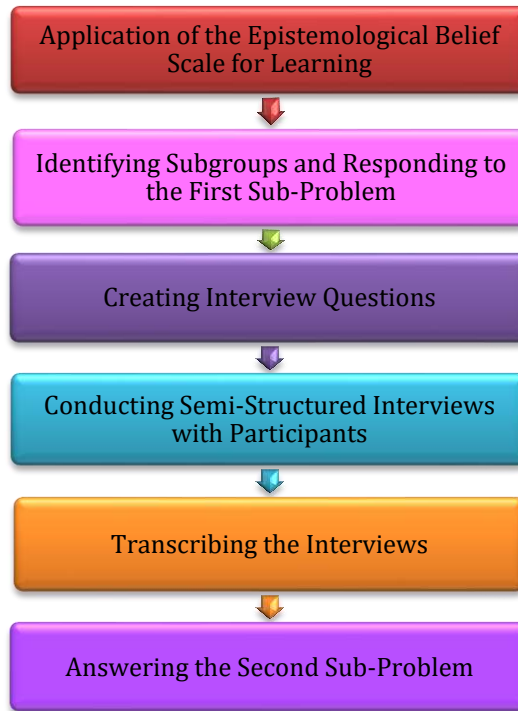 Application of the Epistemological Belief
Scale for Learning
Identifying Subgroups and Responding to
the First Sub-Problem
Creating Interview Questions
Conducting Semi-Structured Interviews
with Participants
Transcribing the Interviews
Answering the Second Sub-Problem